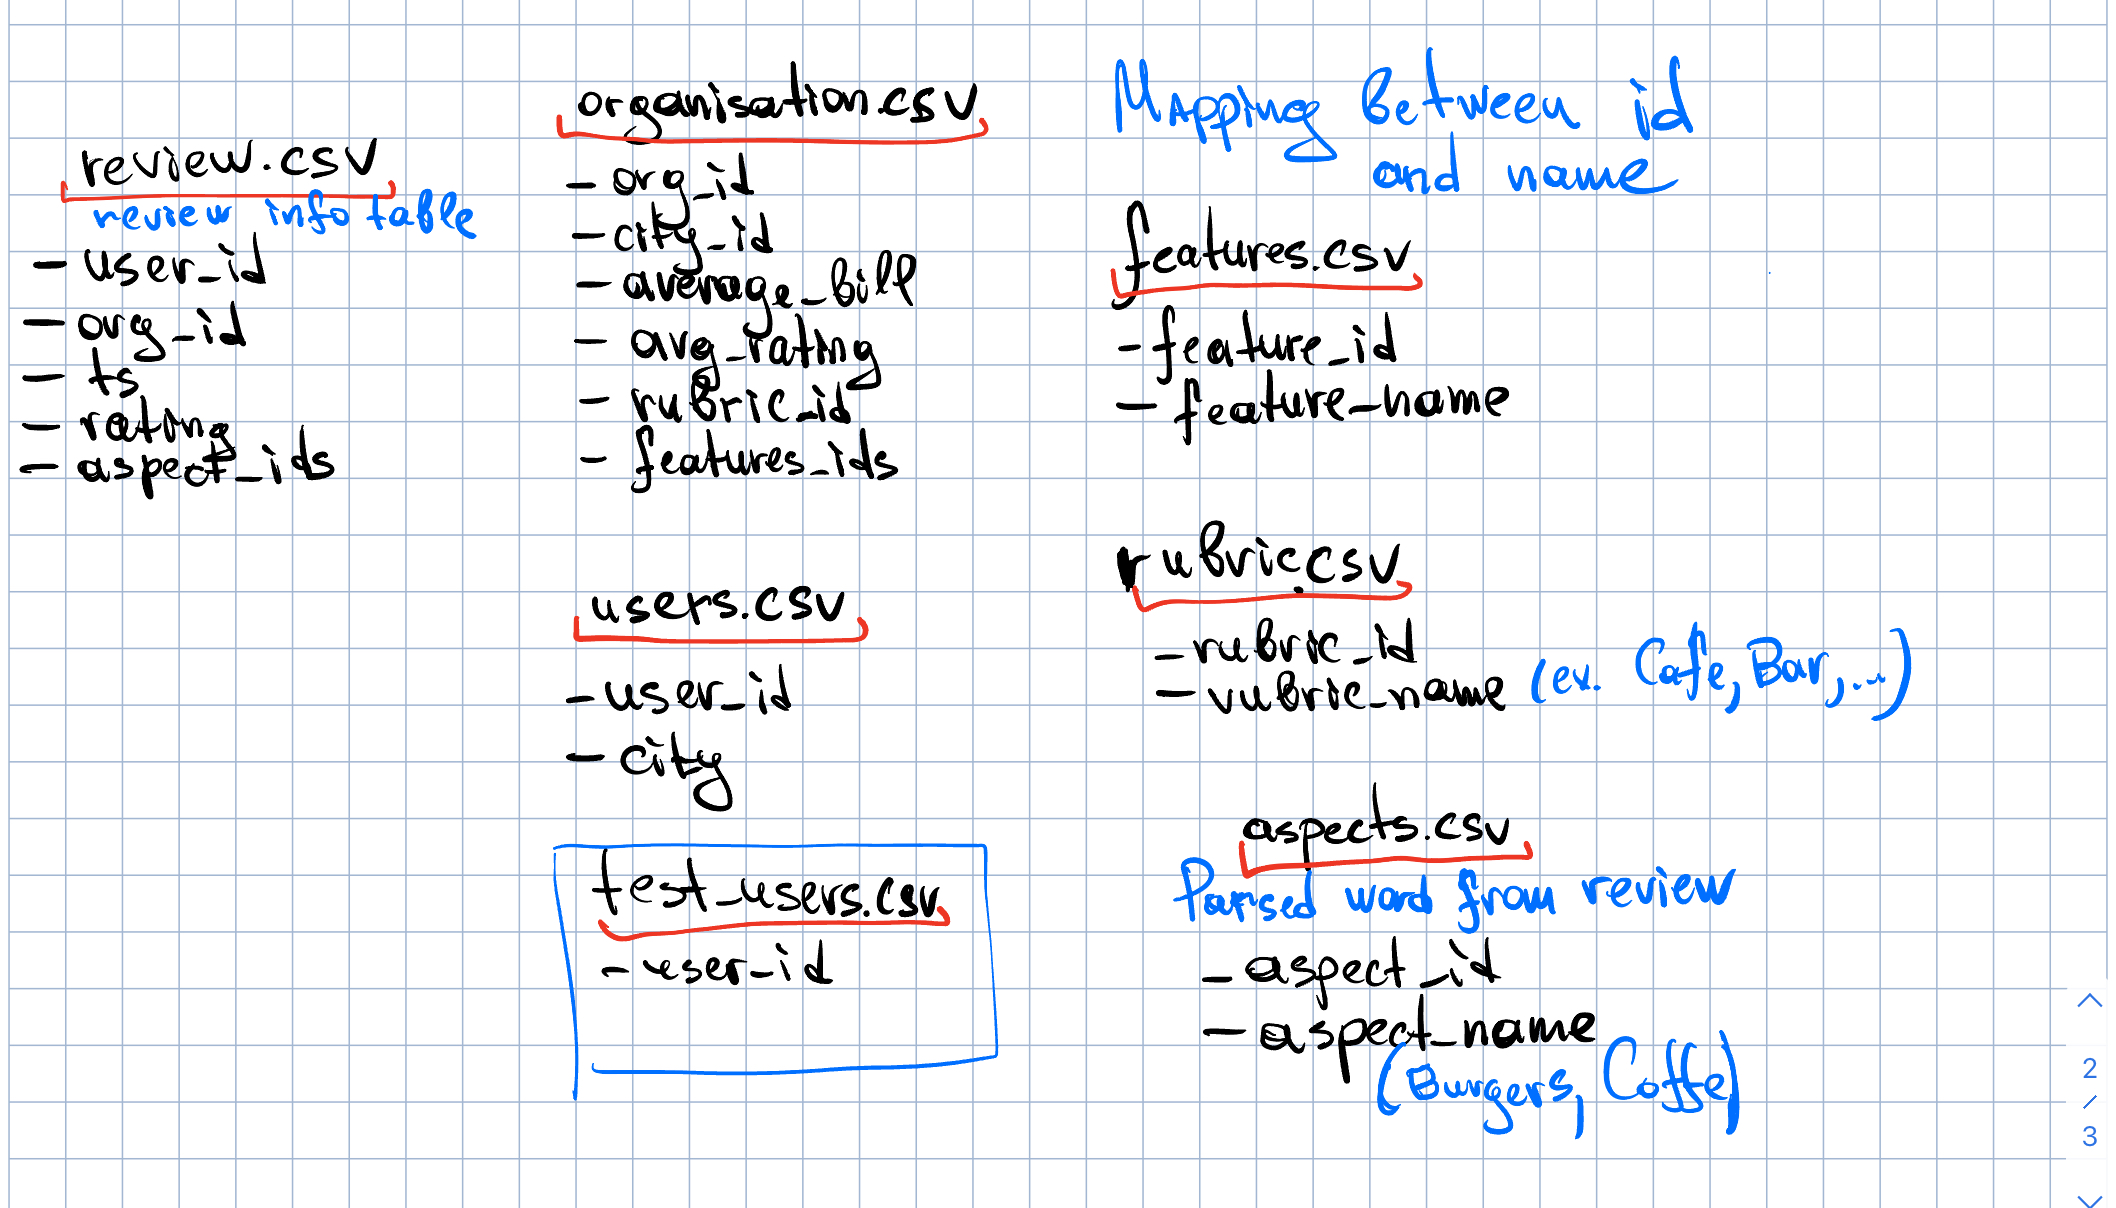 review.csv
review info table
- user_id
- org_id
- ts
- rating
- aspect_ids
organisation.csv
- org_id
- city_id
- average_bill
- avg_rating
- rubric_id
- features_ids
users.csv
- user_id
- city
test_users.csv
- user_id
Mapping between id
and name
features.csv
- feature_id
- feature_name
rubric.csv
- rubric_id
- rubric_name (ex. Cafe, Bar, ...)
aspects.csv
Parsed word from review
- aspect_id
- aspect_name
(Burgers, Coffe)
2
/
3